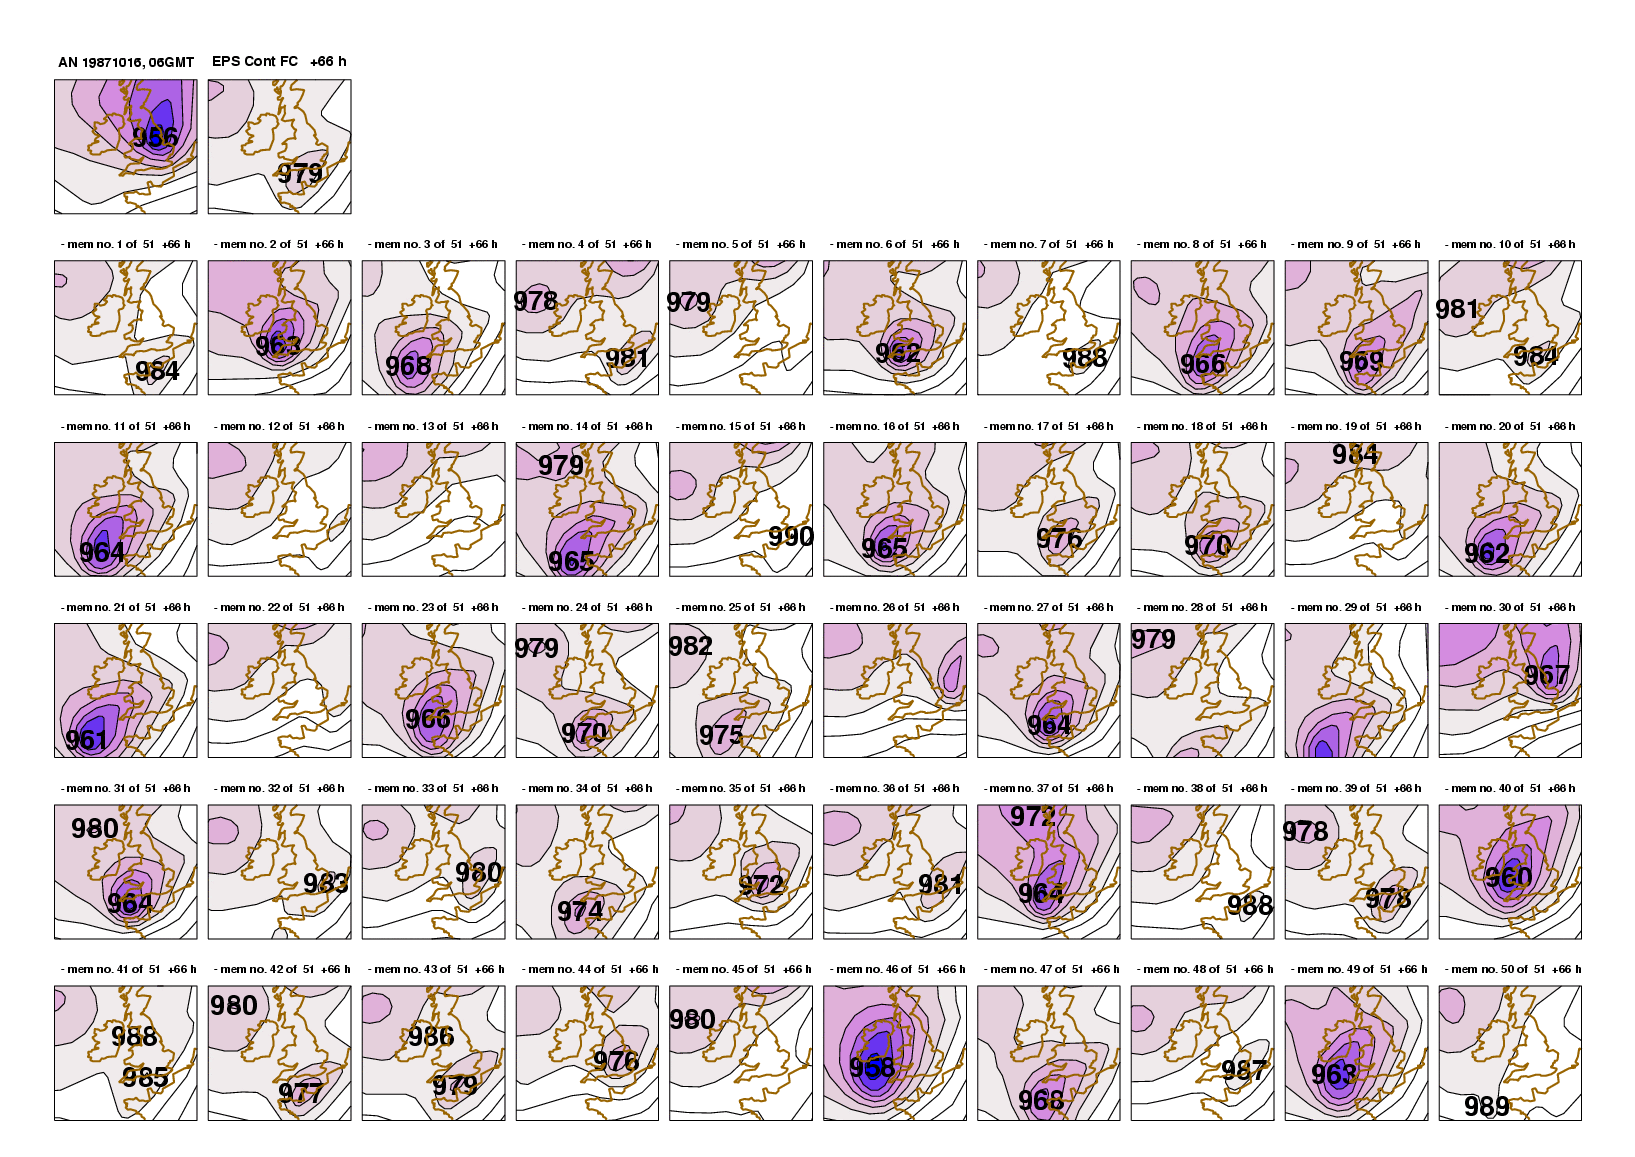 AN 19871016, 06GMT EPS Cont FC +66 h
956 979
- mem no. 1 of 51 +66 h - mem no. 2 of 51 +66 h - mem no. 3 of 51 +66 h - mem no. 4 of 51 +66 h - mem no. 5 of 51 +66 h - mem no. 6 of 51 +66 h - mem no. 7 of 51 +66 h - mem no. 8 of 51 +66 h - mem no. 9 of 51 +66 h - mem no. 10 of 51 +66 h
984 963 968 978 981 979 962 988 966 969 981 984
- mem no. 11 of 51 +66 h - mem no. 12 of 51 +66 h - mem no. 13 of 51 +66 h - mem no. 14 of 51 +66 h - mem no. 15 of 51 +66 h - mem no. 16 of 51 +66 h - mem no. 17 of 51 +66 h - mem no. 18 of 51 +66 h - mem no. 19 of 51 +66 h - mem no. 20 of 51 +66 h
964 979 965 990 965 976 970 984 962
- mem no. 21 of 51 +66 h - mem no. 22 of 51 +66 h - mem no. 23 of 51 +66 h - mem no. 24 of 51 +66 h - mem no. 25 of 51 +66 h - mem no. 26 of 51 +66 h - mem no. 27 of 51 +66 h - mem no. 28 of 51 +66 h - mem no. 29 of 51 +66 h - mem no. 30 of 51 +66 h
961 966 979 970 982 975 964 979 967
- mem no. 31 of 51 +66 h - mem no. 32 of 51 +66 h - mem no. 33 of 51 +66 h - mem no. 34 of 51 +66 h - mem no. 35 of 51 +66 h - mem no. 36 of 51 +66 h - mem no. 37 of 51 +66 h - mem no. 38 of 51 +66 h - mem no. 39 of 51 +66 h - mem no. 40 of 51 +66 h
980 964 983 980 974 972 981 972 964 988 978 978 960
- mem no. 41 of 51 +66 h - mem no. 42 of 51 +66 h - mem no. 43 of 51 +66 h - mem no. 44 of 51 +66 h - mem no. 45 of 51 +66 h - mem no. 46 of 51 +66 h - mem no. 47 of 51 +66 h - mem no. 48 of 51 +66 h - mem no. 49 of 51 +66 h - mem no. 50 of 51 +66 h
988 985 980 977 986 979 976 980 958 968 987 963 989